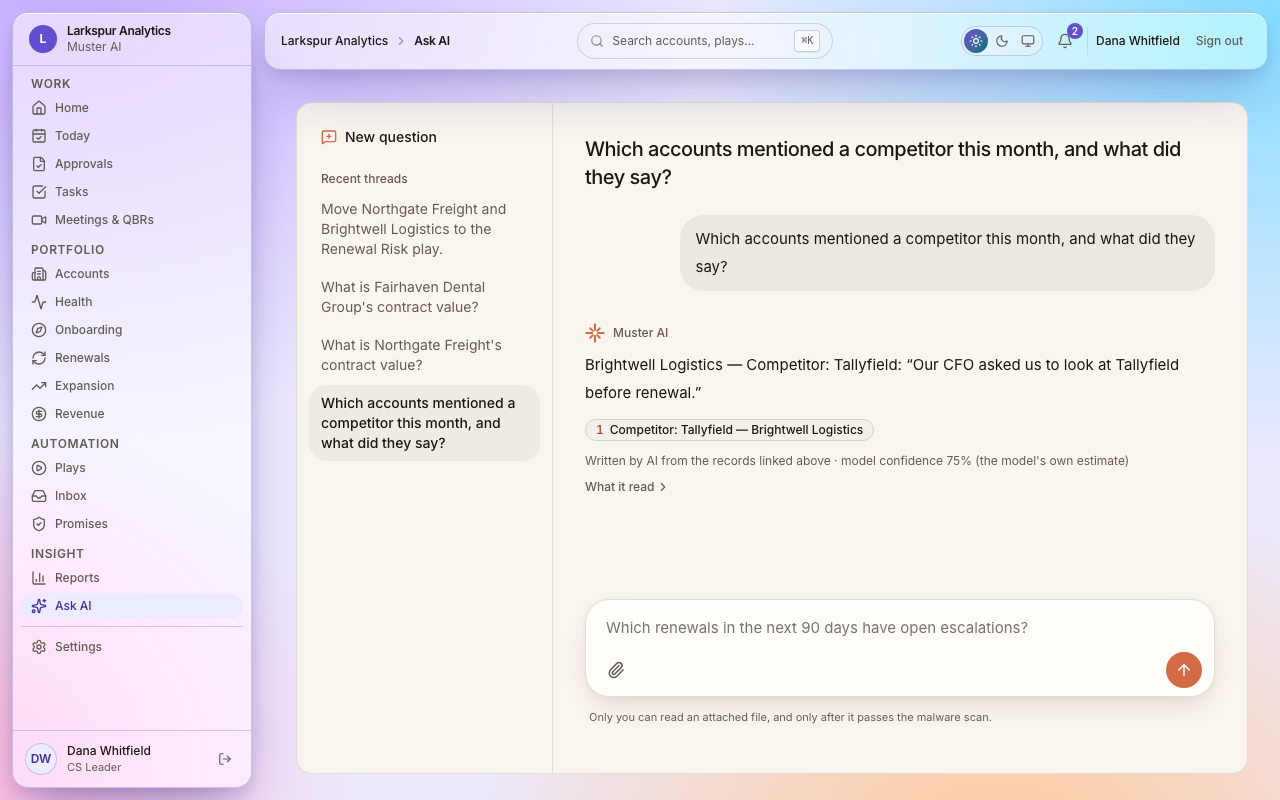 L
Larkspur Analytics
Muster AI
WORK
Home
Today
Approvals
Tasks
Meetings & QBRs
PORTFOLIO
Accounts
Health
Onboarding
Renewals
Expansion
Revenue
AUTOMATION
Plays
Inbox
Promises
INSIGHT
Reports
Ask AI
Settings
DW
Dana Whitfield
CS Leader
Larkspur Analytics > Ask AI
Search accounts, plays...
⌘K
2
Dana Whitfield
Sign out
New question
Recent threads
Move Northgate Freight and
Brightwell Logistics to the
Renewal Risk play.
What is Fairhaven Dental
Group's contract value?
What is Northgate Freight's
contract value?
Which accounts mentioned a
competitor this month, and
what did they say?
Which accounts mentioned a competitor this month, and what did
they say?
Which accounts mentioned a competitor this month, and what did they
say?
Muster AI
Brightwell Logistics — Competitor: Tallyfield: “Our CFO asked us to look at Tallyfield
before renewal.”
1 Competitor: Tallyfield — Brightwell Logistics
Written by AI from the records linked above · model confidence 75% (the model's own estimate)
What it read >
Which renewals in the next 90 days have open escalations?
Only you can read an attached file, and only after it passes the malware scan.